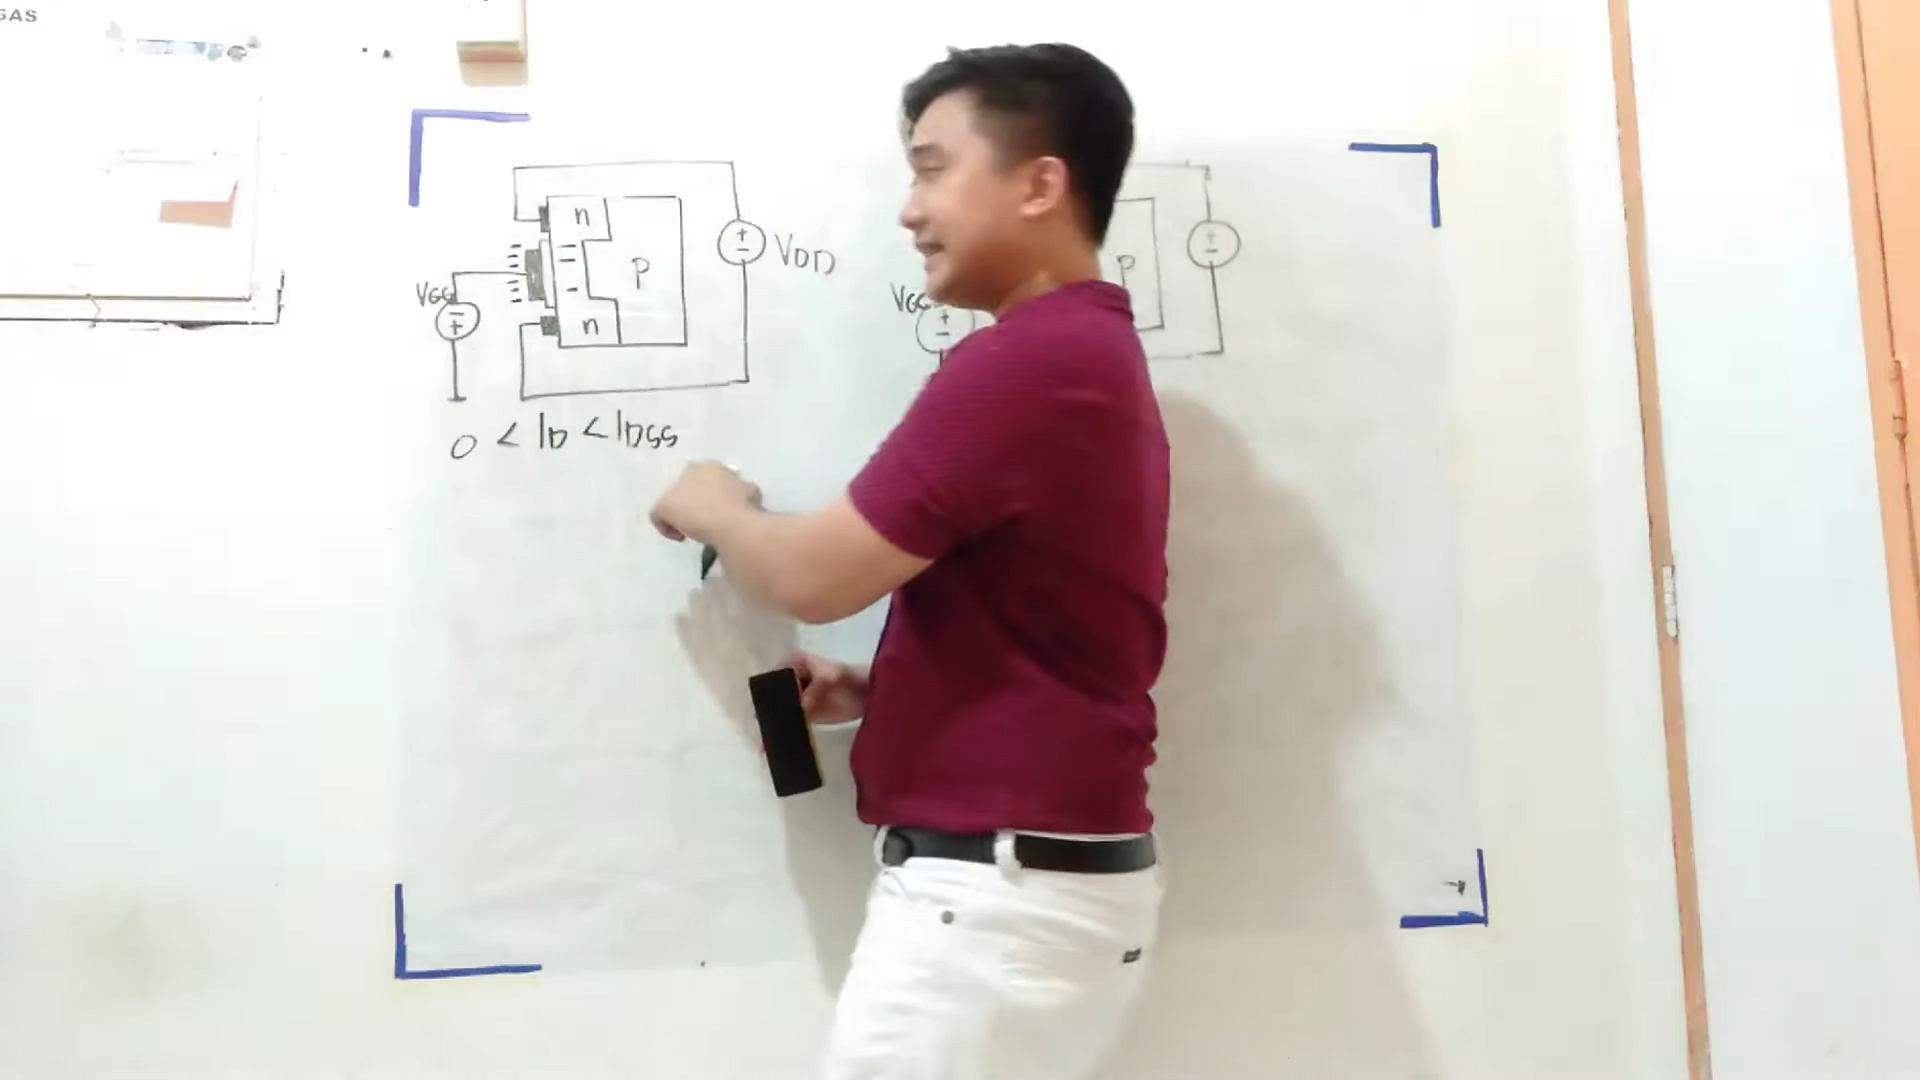 GAS
n
P
n
VGG
- +
+ -
VDD
0 < ID < IDSS
P
VGG
+ -
+ -